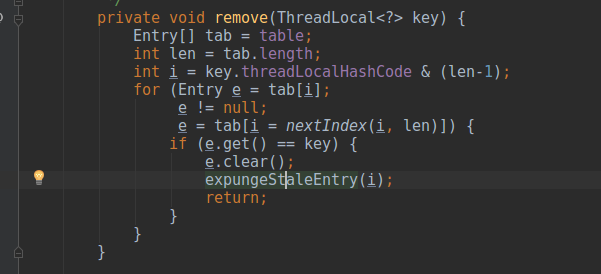 */
private void remove(ThreadLocal<?> key) {
Entry[] tab = table;
int len = tab.length;
int i = key.threadLocalHashCode & (len-1);
for (Entry e = tab[i];
e != null;
e = tab[i = nextIndex(i, len)]) {
if (e.get() == key) {
e.clear();
expungeStaleEntry(i);
return;
}
}
}